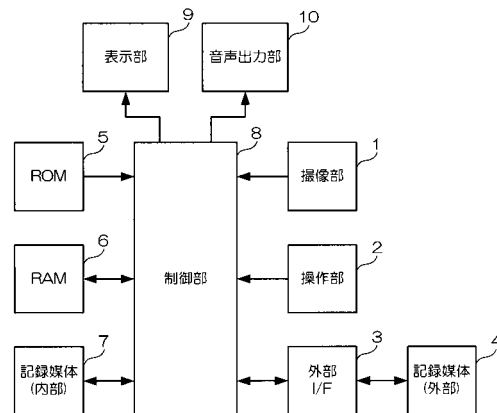 9
10
表示部
音声出力部
5
8
1
ROM
撮像部
6
2
RAM
制御部
操作部
7
3
4
記録媒体
(内部)
外部
I/F
記録媒体
(外部)